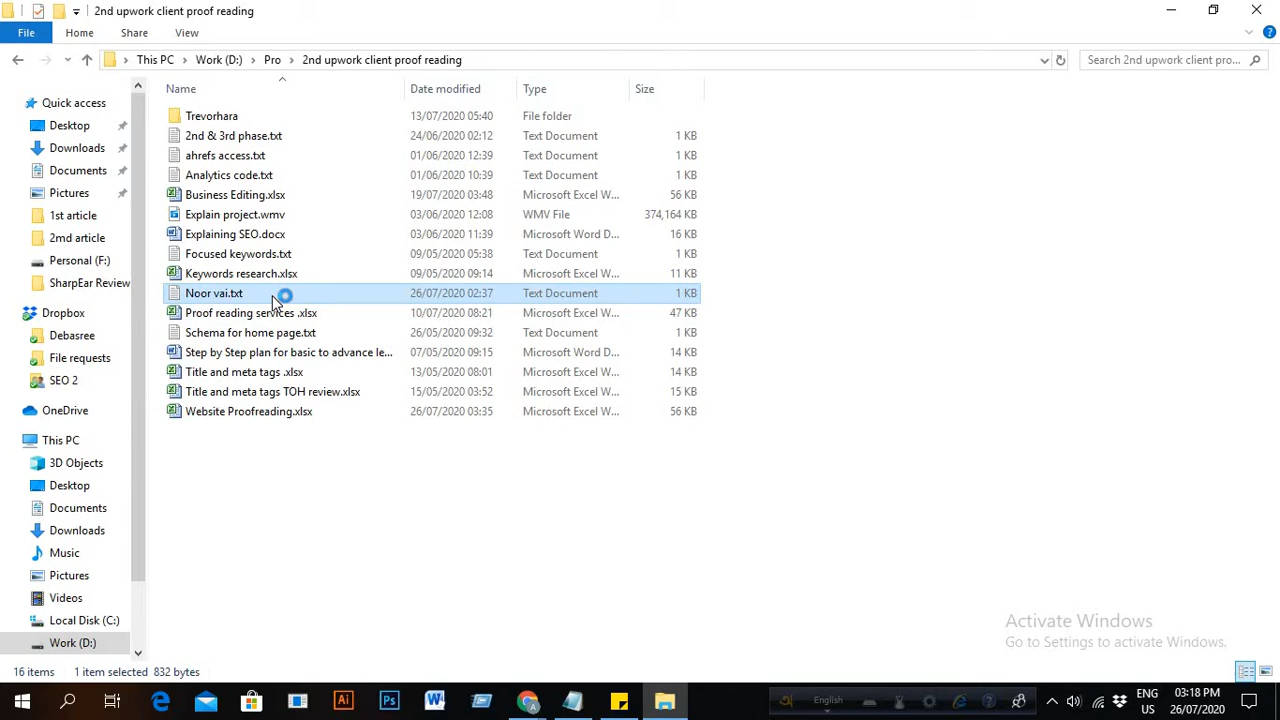 2nd upwork client proof reading
File Home Share View
This PC Work (D:) Pro 2nd upwork client proof reading
Search 2nd upwork client pro...
Name Date modified Type Size
Trevorhara 13/07/2020 05:40 File folder
2nd & 3rd phase.txt 24/06/2020 02:12 Text Document 1 KB
ahrefs access.txt 01/06/2020 12:39 Text Document 1 KB
Analytics code.txt 01/06/2020 10:39 Text Document 1 KB
Business Editing.xlsx 19/07/2020 03:48 Microsoft Excel W... 56 KB
Explain project.wmv 03/06/2020 12:08 WMV File 374,164 KB
Explaining SEO.docx 03/06/2020 11:39 Microsoft Word D... 16 KB
Focused keywords.txt 09/05/2020 05:38 Text Document 1 KB
Keywords research.xlsx 09/05/2020 09:14 Microsoft Excel W... 11 KB
Noor vai.txt 26/07/2020 02:37 Text Document 1 KB
Proof reading services .xlsx 10/07/2020 08:21 Microsoft Excel W... 47 KB
Schema for home page.txt 26/05/2020 09:32 Text Document 1 KB
Step by Step plan for basic to advance le... 07/05/2020 09:15 Microsoft Word D... 14 KB
Title and meta tags .xlsx 13/05/2020 08:01 Microsoft Excel W... 14 KB
Title and meta tags TOH review.xlsx 15/05/2020 03:52 Microsoft Excel W... 15 KB
Website Proofreading.xlsx 26/07/2020 03:35 Microsoft Excel W... 56 KB
Quick access
Desktop
Downloads
Documents
Pictures
1st article
2md article
Personal (F:)
SharpEar Review
Dropbox
Debasree
File requests
SEO 2
OneDrive
This PC
3D Objects
Desktop
Documents
Downloads
Music
Pictures
Videos
Local Disk (C:)
Work (D:)
Activate Windows
Go to Settings to activate Windows.
16 items 1 item selected 832 bytes
English
ENG
US
03:18 PM
26/07/2020